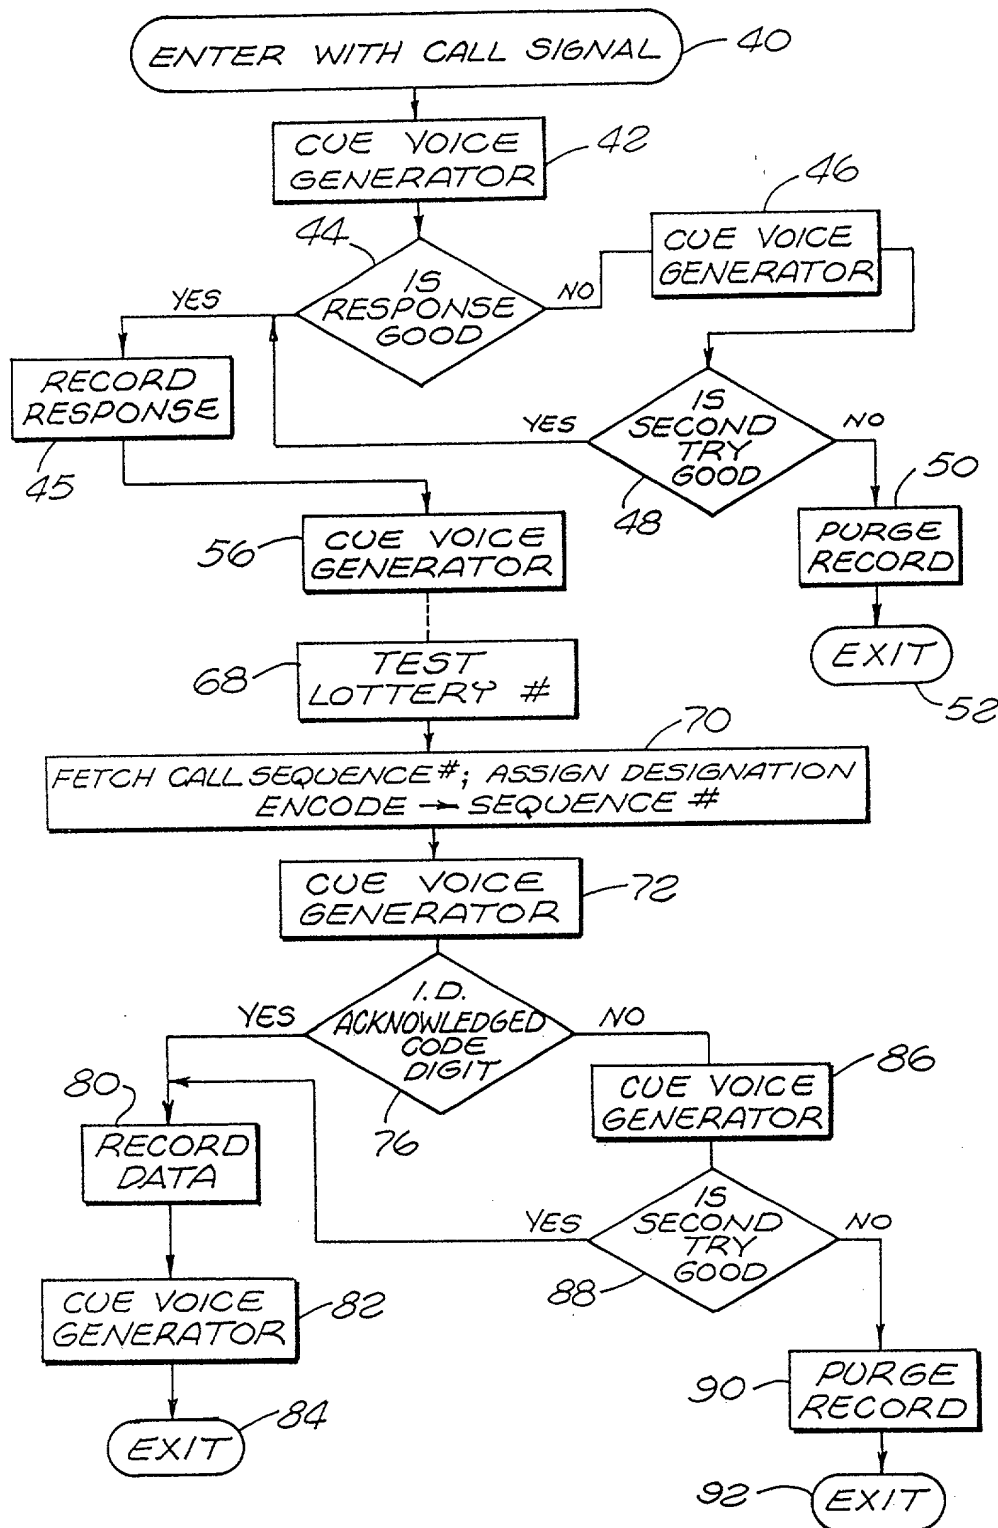 ENTER WITH CALL SIGNAL
40
CUE VOICE
GENERATOR
42
46
CUE VOICE
GENERATOR
44
IS
RESPONSE
GOOD
YES
NO
RECORD
RESPONSE
45
IS
SECOND
TRY
GOOD
YES
NO
48
50
PURGE
RECORD
EXIT
52
56
CUE VOICE
GENERATOR
68
TEST
LOTTERY #
70
FETCH CALL SEQUENCE #; ASSIGN DESIGNATION
ENCODE → SEQUENCE #
CUE VOICE
GENERATOR
72
I.D.
ACKNOWLEDGED
CODE
DIGIT
YES
NO
76
80
RECORD
DATA
86
CUE VOICE
GENERATOR
IS
SECOND
TRY
GOOD
YES
NO
88
CUE VOICE
GENERATOR
82
EXIT
84
90
PURGE
RECORD
92
EXIT